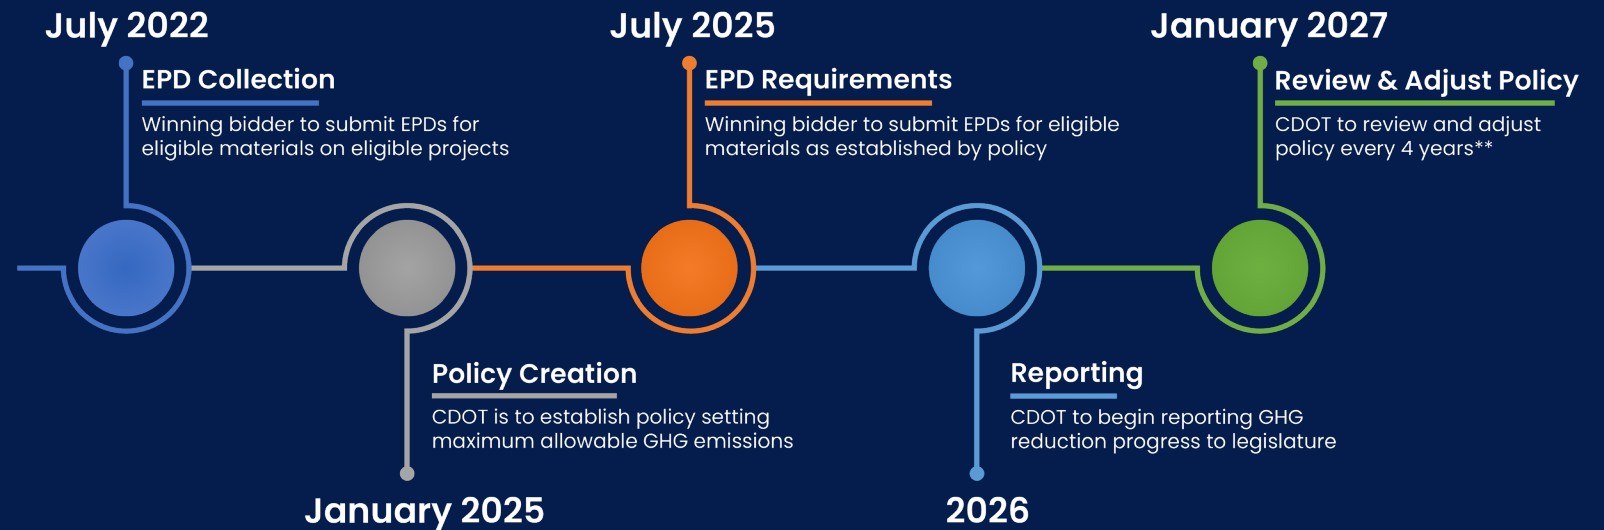 July 2022
EPD Collection
Winning bidder to submit EPDs for
eligible materials on eligible projects
July 2025
EPD Requirements
Winning bidder to submit EPDs for eligible
materials as established by policy
January 2027
Review & Adjust Policy
CDOT to review and adjust
policy every 4 years**
Policy Creation
CDOT is to establish policy setting
maximum allowable GHG emissions
January 2025
Reporting
CDOT to begin reporting GHG
reduction progress to legislature
2026